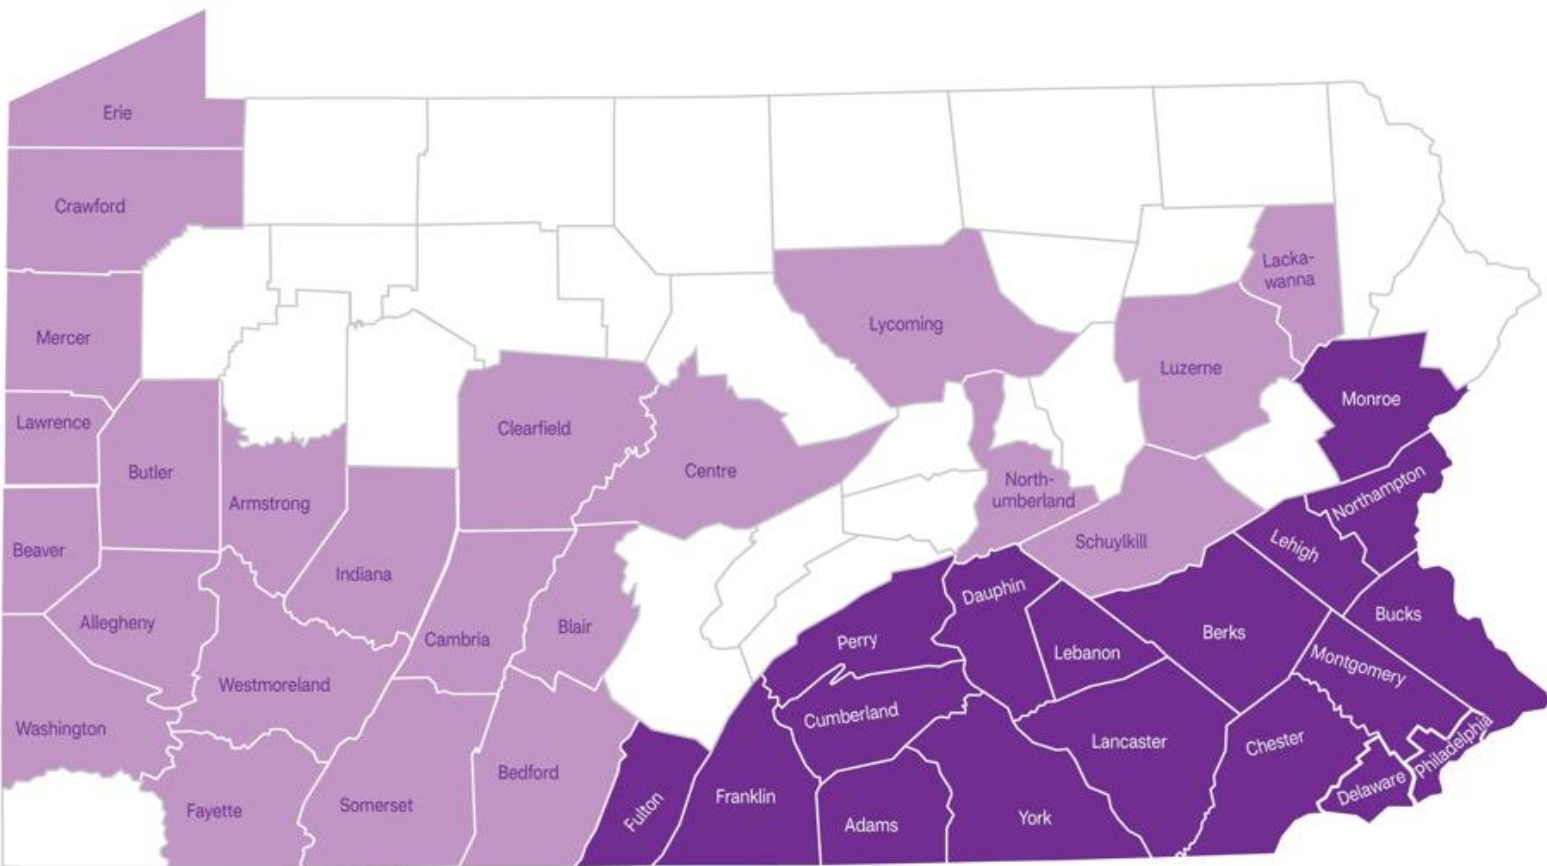 Erie
Crawford
Mercer
Lawrence
Butler
Beaver
Allegheny
Washington
Armstrong
Indiana
Westmoreland
Fayette
Somerset
Cambria
Blair
Bedford
Clearfield
Centre
Lycoming
North-
umberland
Schuylkill
Luzerne
Lacka-
wanna
Monroe
Northampton
Lehigh
Bucks
Berks
Montgomery
Philadelphia
Delaware
Chester
Lancaster
Lebanon
Dauphin
Perry
Cumberland
York
Adams
Franklin
Fulton